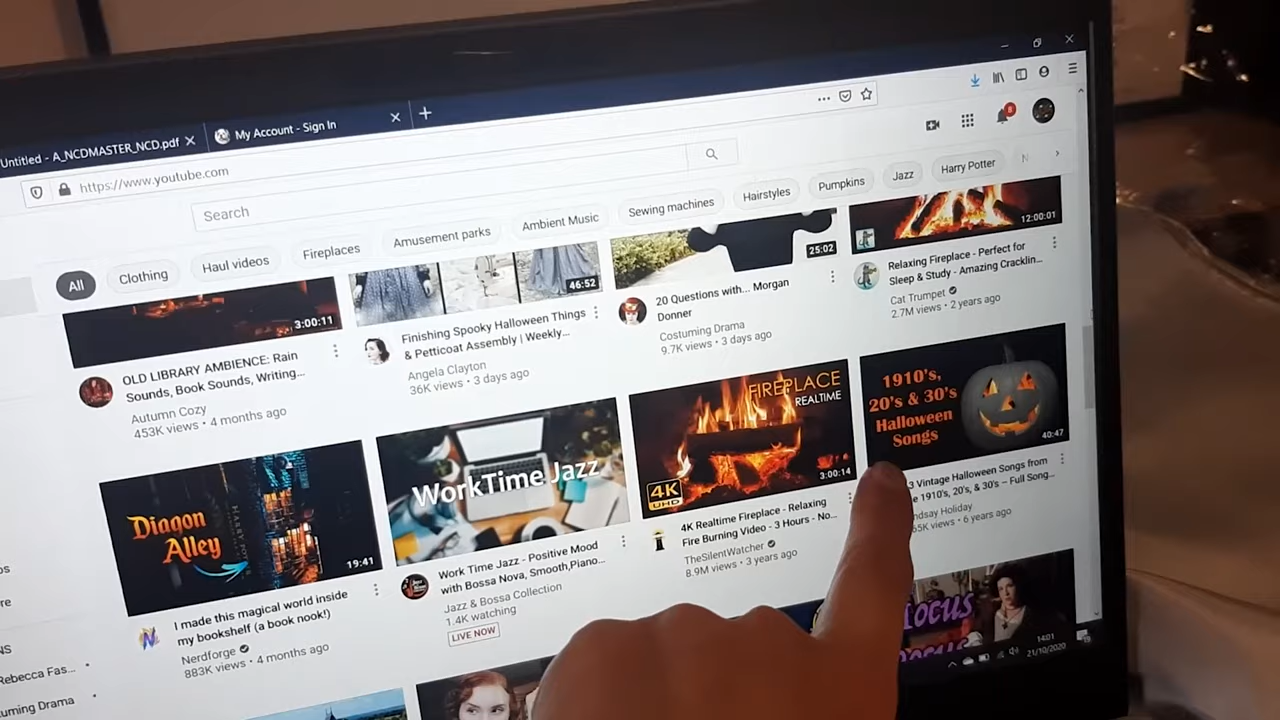 Untitled - A_NCDMASTER_NCD.pdf
My Account - Sign In
https://www.youtube.com
8
Search
All
Clothing
Haul videos
Fireplaces
Amusement parks
Ambient Music
Sewing machines
Hairstyles
Pumpkins
Jazz
Harry Potter
N
3:00:11
OLD LIBRARY AMBIENCE: Rain
Sounds, Book Sounds, Writing...
Autumn Cozy
453K views • 4 months ago
46:52
Finishing Spooky Halloween Things
& Petticoat Assembly | Weekly...
Angela Clayton
36K views • 3 days ago
25:02
20 Questions with... Morgan
Donner
Costuming Drama
9.7K views • 3 days ago
12:00:01
Relaxing Fireplace - Perfect for
Sleep & Study - Amazing Cracklin...
Cat Trumpet
2.7M views • 2 years ago
Diagon
Alley
HARRY
19:41
I made this magical world inside
my bookshelf (a book nook!)
Nerdforge
883K views • 4 months ago
WorkTime Jazz
Work Time Jazz - Positive Mood
with Bossa Nova, Smooth,Piano...
Jazz & Bossa Collection
1.4K watching
LIVE NOW
FIREPLACE
REALTIME
4K
UHD
3:00:14
4K Realtime Fireplace - Relaxing
Fire Burning Video - 3 Hours - No...
TheSilentWatcher
8.9M views • 3 years ago
1910's,
20's & 30's
Halloween
Songs
40:47
3 Vintage Halloween Songs from
e 1910's, 20's, & 30's – Full Song...
ndsay Holiday
65K views • 6 years ago
ocus
ocus
Rebecca Fas...
uming Drama
14:01
21/10/2020